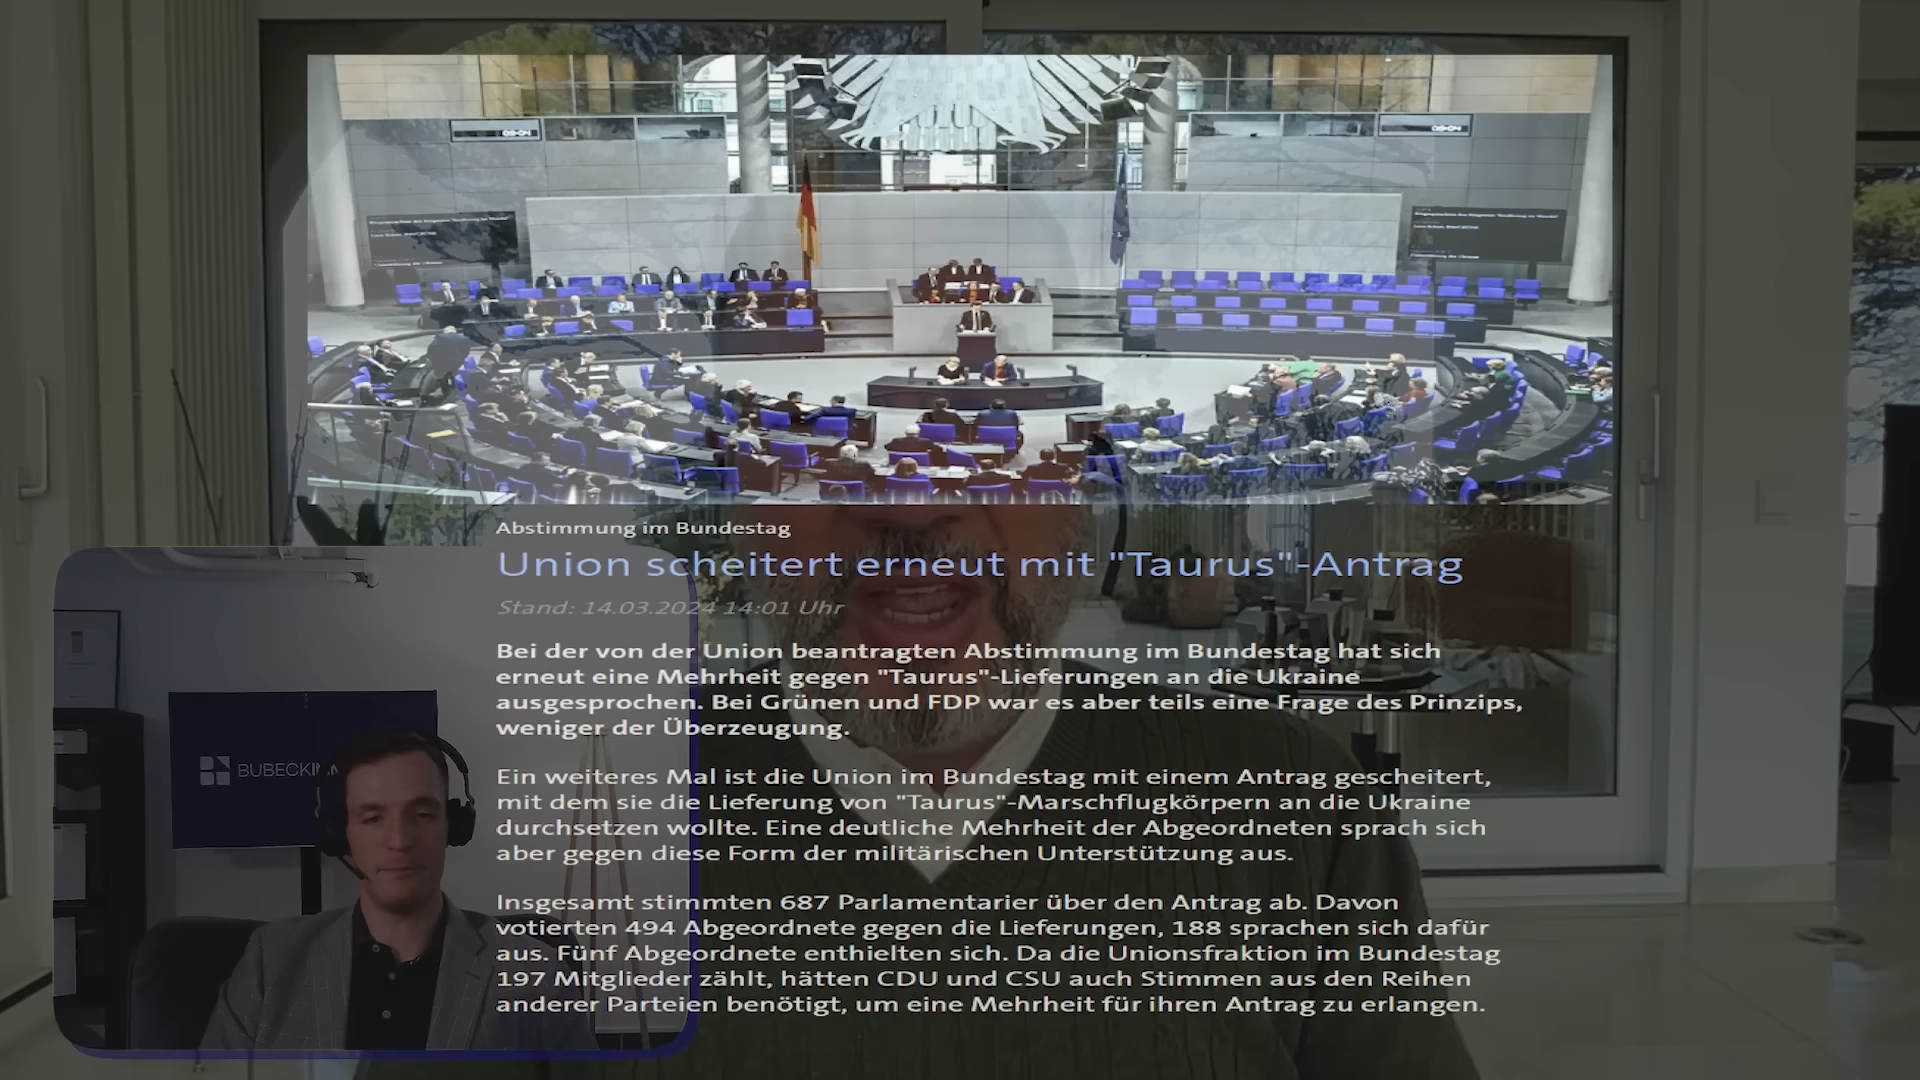 09:04
09:04
Abstimmung im Bundestag
Union scheitert erneut mit "Taurus"-Antrag
Stand: 14.03.2024 14:01 Uhr
Bei der von der Union beantragten Abstimmung im Bundestag hat sich
erneut eine Mehrheit gegen "Taurus"-Lieferungen an die Ukraine
ausgesprochen. Bei Grünen und FDP war es aber teils eine Frage des Prinzips,
weniger der Überzeugung.
BUBECK
Ein weiteres Mal ist die Union im Bundestag mit einem Antrag gescheitert,
mit dem sie die Lieferung von "Taurus"-Marschflugkörpern an die Ukraine
durchsetzen wollte. Eine deutliche Mehrheit der Abgeordneten sprach sich
aber gegen diese Form der militärischen Unterstützung aus.
Insgesamt stimmten 687 Parlamentarier über den Antrag ab. Davon
votierten 494 Abgeordnete gegen die Lieferungen, 188 sprachen sich dafür
aus. Fünf Abgeordnete enthielten sich. Da die Unionsfraktion im Bundestag
197 Mitglieder zählt, hätten CDU und CSU auch Stimmen aus den Reihen
anderer Parteien benötigt, um eine Mehrheit für ihren Antrag zu erlangen.